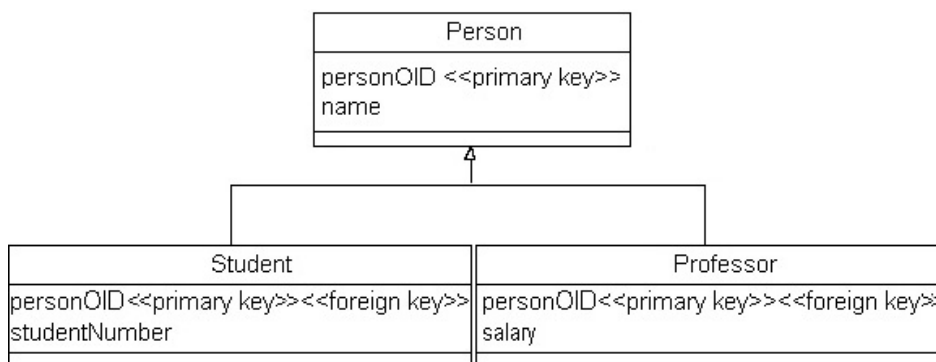 Person
personOID <<primary key>>
name
Student
personOID<<primary key>><<foreign key>>
studentNumber
Professor
personOID<<primary key>><<foreign key>>
salary